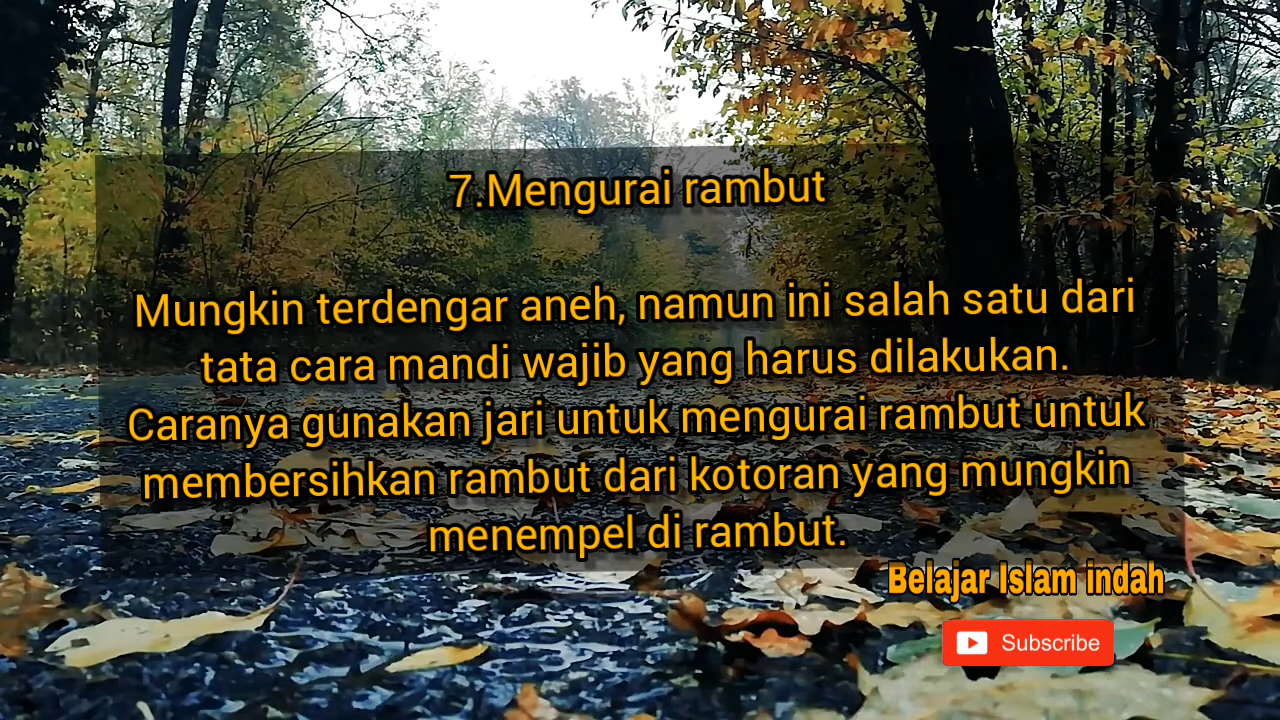 7.Mengurai rambut
Mungkin terdengar aneh, namun ini salah satu dari
tata cara mandi wajib yang harus dilakukan.
Caranya gunakan jari untuk mengurai rambut untuk
membersihkan rambut dari kotoran yang mungkin
menempel di rambut.
Belajar Islam indah
Subscribe